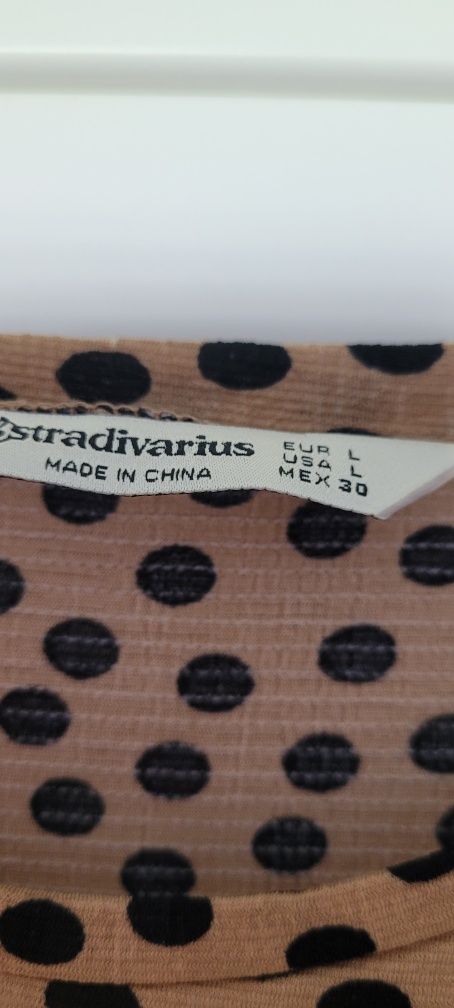 stradivarius
MADE IN CHINA
EUR L
USA L
MEX 30